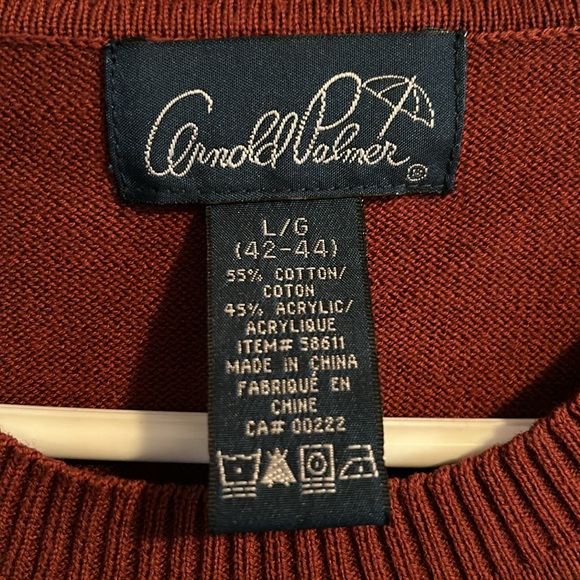 Arnold Palmer ®
L/G
(42-44)
55% COTTON/
COTON
45% ACRYLIC/
ACRYLIQUE
ITEM# 58611
MADE IN CHINA
FABRIQUÉ EN
CHINE
CA# 00222